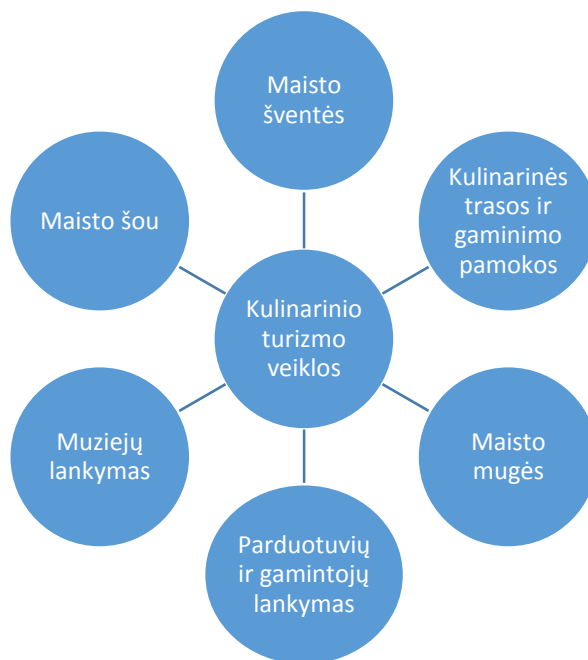 Maisto
šventės
Kulinarinės
trasos ir
gaminimo
pamokos
Maisto šou
Kulinarinio
turizmo
veiklos
Muziejų
lankymas
Maisto
mugės
Parduotuvių
ir gamintojų
lankymas